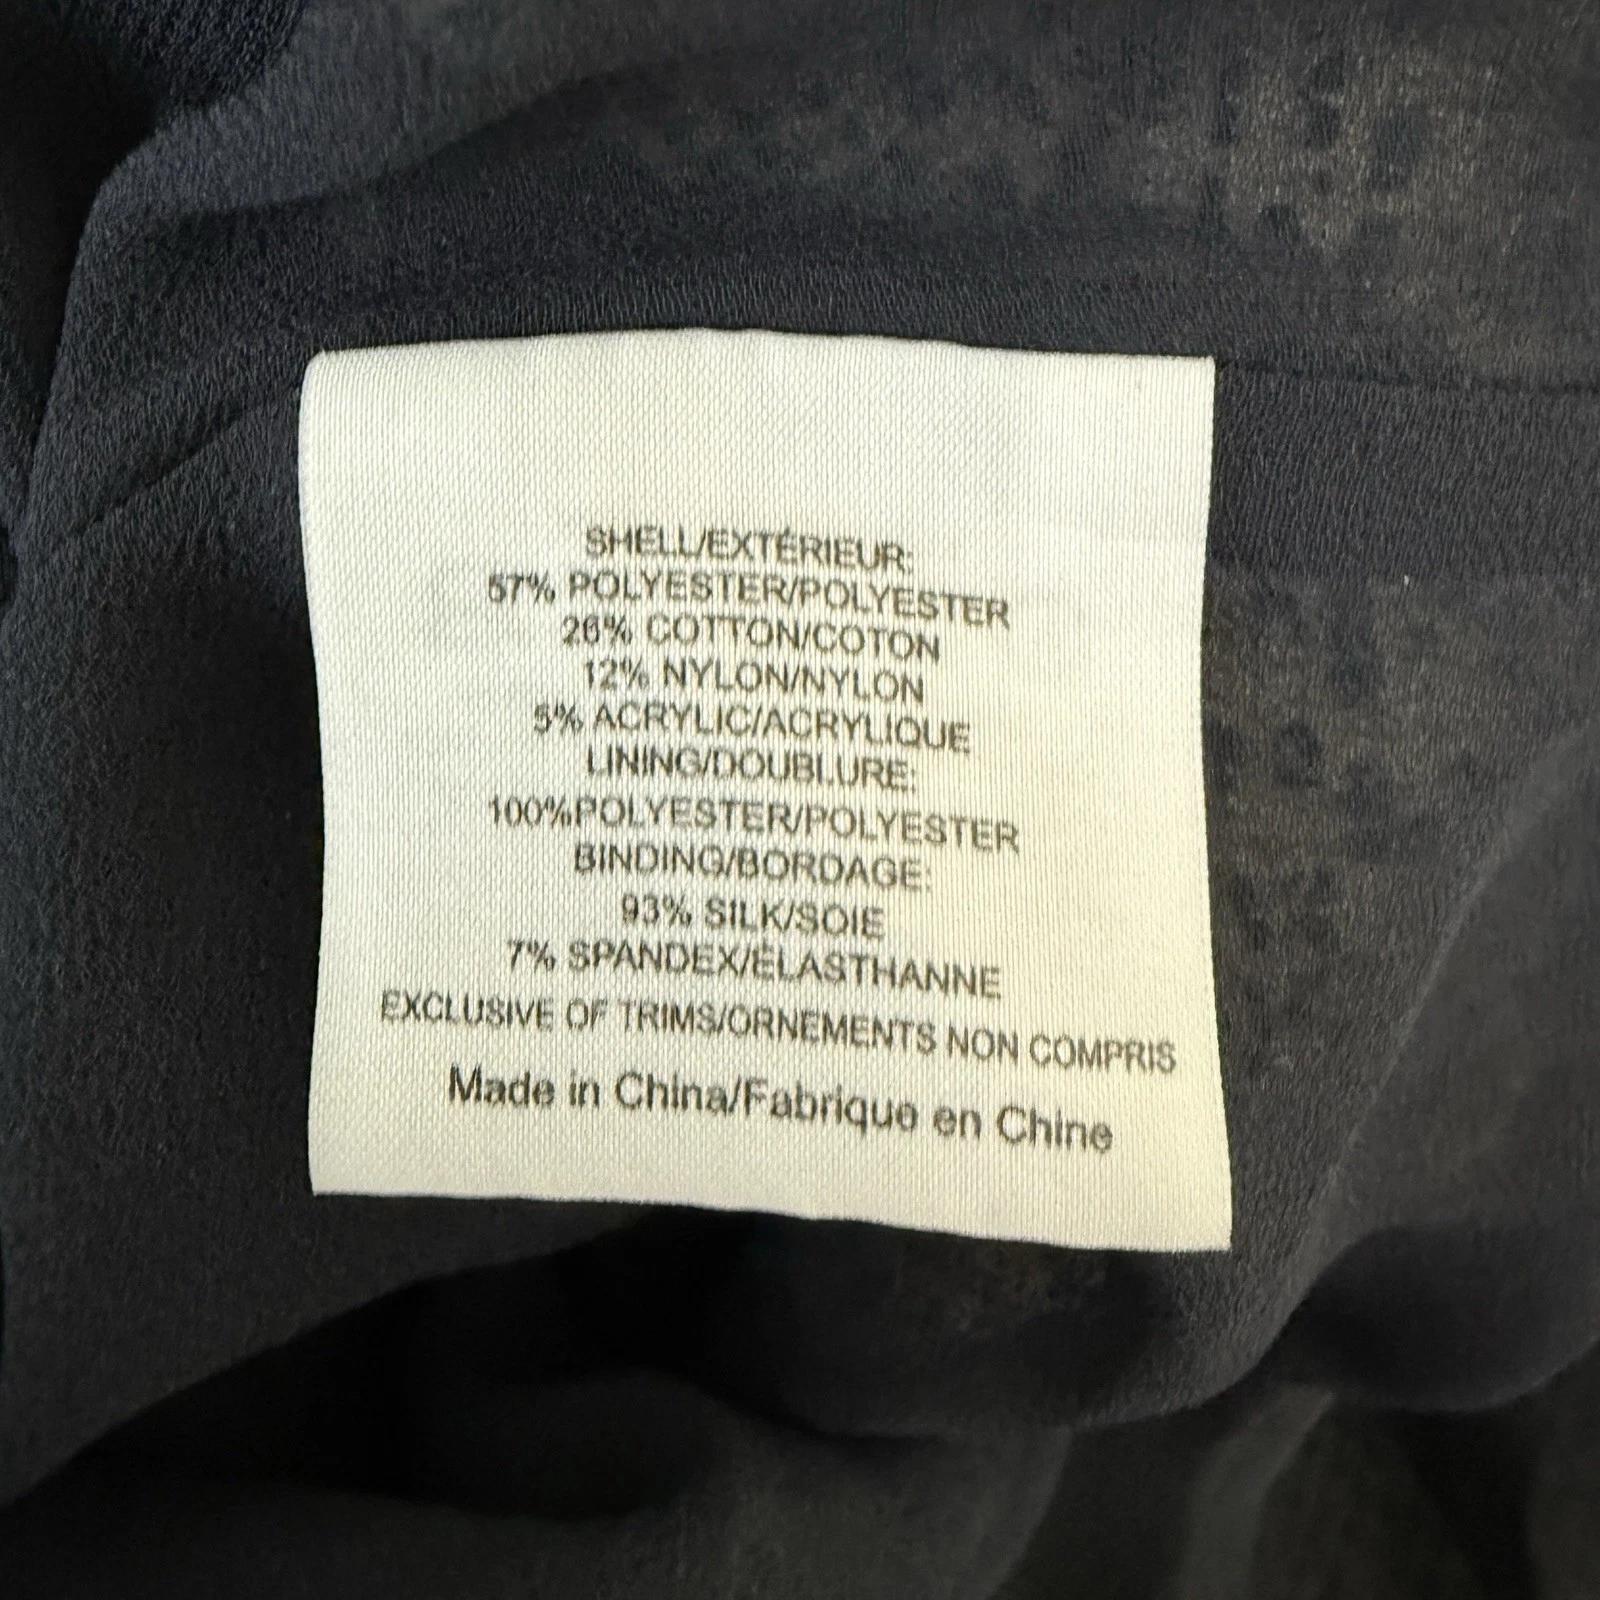 SHELL/EXTÉRIEUR:
57% POLYESTER/POLYESTER
26% COTTON/COTON
12% NYLON/NYLON
5% ACRYLIC/ACRYLIQUE
LINING/DOUBLURE:
100%POLYESTER/POLYESTER
BINDING/BORDAGE:
93% SILK/SOIE
7% SPANDEX/ÉLASTHANNE
EXCLUSIVE OF TRIMS/ORNEMENTS NON COMPRIS
Made in China/Fabrique en Chine